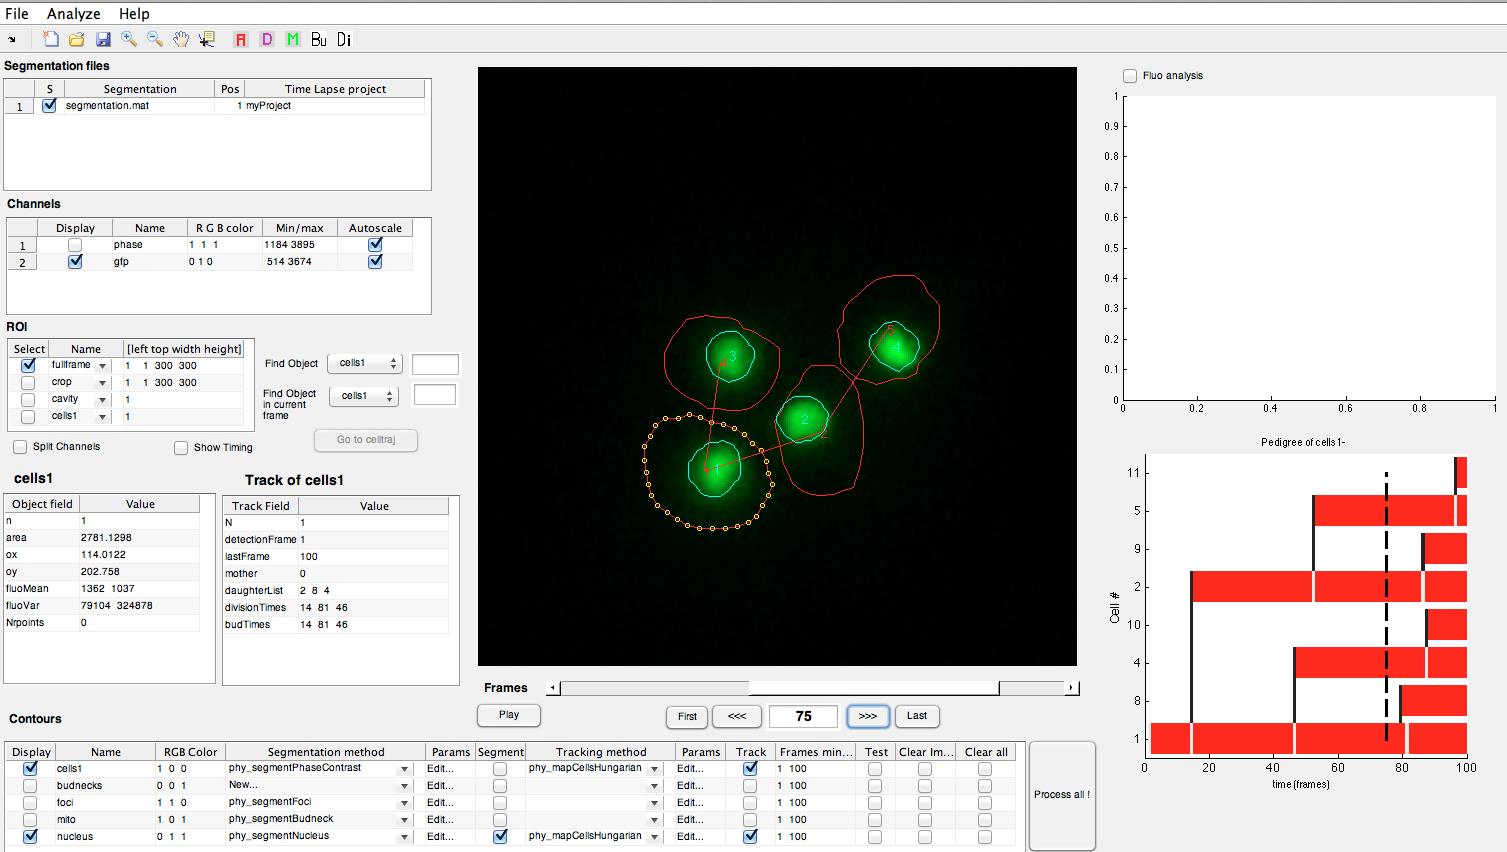 File Analyze Help
A D M Bu Di
Segmentation files
S Segmentation Pos Time Lapse project
1 segmentation.mat 1 myProject
Channels
Display Name R G B color Min/max Autoscale
1 phase 1 1 1 1184 3895
2 gfp 0 1 0 514 3674
ROI
Select Name [left top width height]
fullframe 1 1 300 300
crop 1 1 300 300
cavity 1
cells1 1
Find Object cells1
Find Object in current frame cells1
Split Channels Show Timing Go to celltraj
cells1
Object field Value
n 1
area 2781.1298
ox 114.0122
oy 202.758
fluoMean 1362 1037
fluoVar 79104 324878
Nrpoints 0
Track of cells1
Track Field Value
N 1
detectionFrame 1
lastFrame 100
mother 0
daughterList 2 8 4
divisionTimes 14 81 46
budTimes 14 81 46
3
4
2
1
Frames
Play First <<< 75 >>> Last
Fluo analysis
1
0.9
0.8
0.7
0.6
0.5
0.4
0.3
0.2
0.1
0
0 0.2 0.4 0.6 0.8 1
Pedigree of cells1-
Cell #
11
5
9
2
10
4
8
1
0 20 40 60 80 100
time (frames)
Contours
Display Name RGB Color Segmentation method Params Segment Tracking method Params Track Frames min... Test Clear Im... Clear all
cells1 1 0 0 phy_segmentPhaseContrast Edit... phy_mapCellsHungarian Edit... 1 100
budnecks 0 0 1 New... Edit... Edit... 1 100
foci 1 1 0 phy_segmentFoci Edit... Edit... 1 100
mito 1 0 1 phy_segmentBudneck Edit... Edit... 1 100
nucleus 0 1 1 phy_segmentNucleus Edit... phy_mapCellsHungarian Edit... 1 100
Process all !